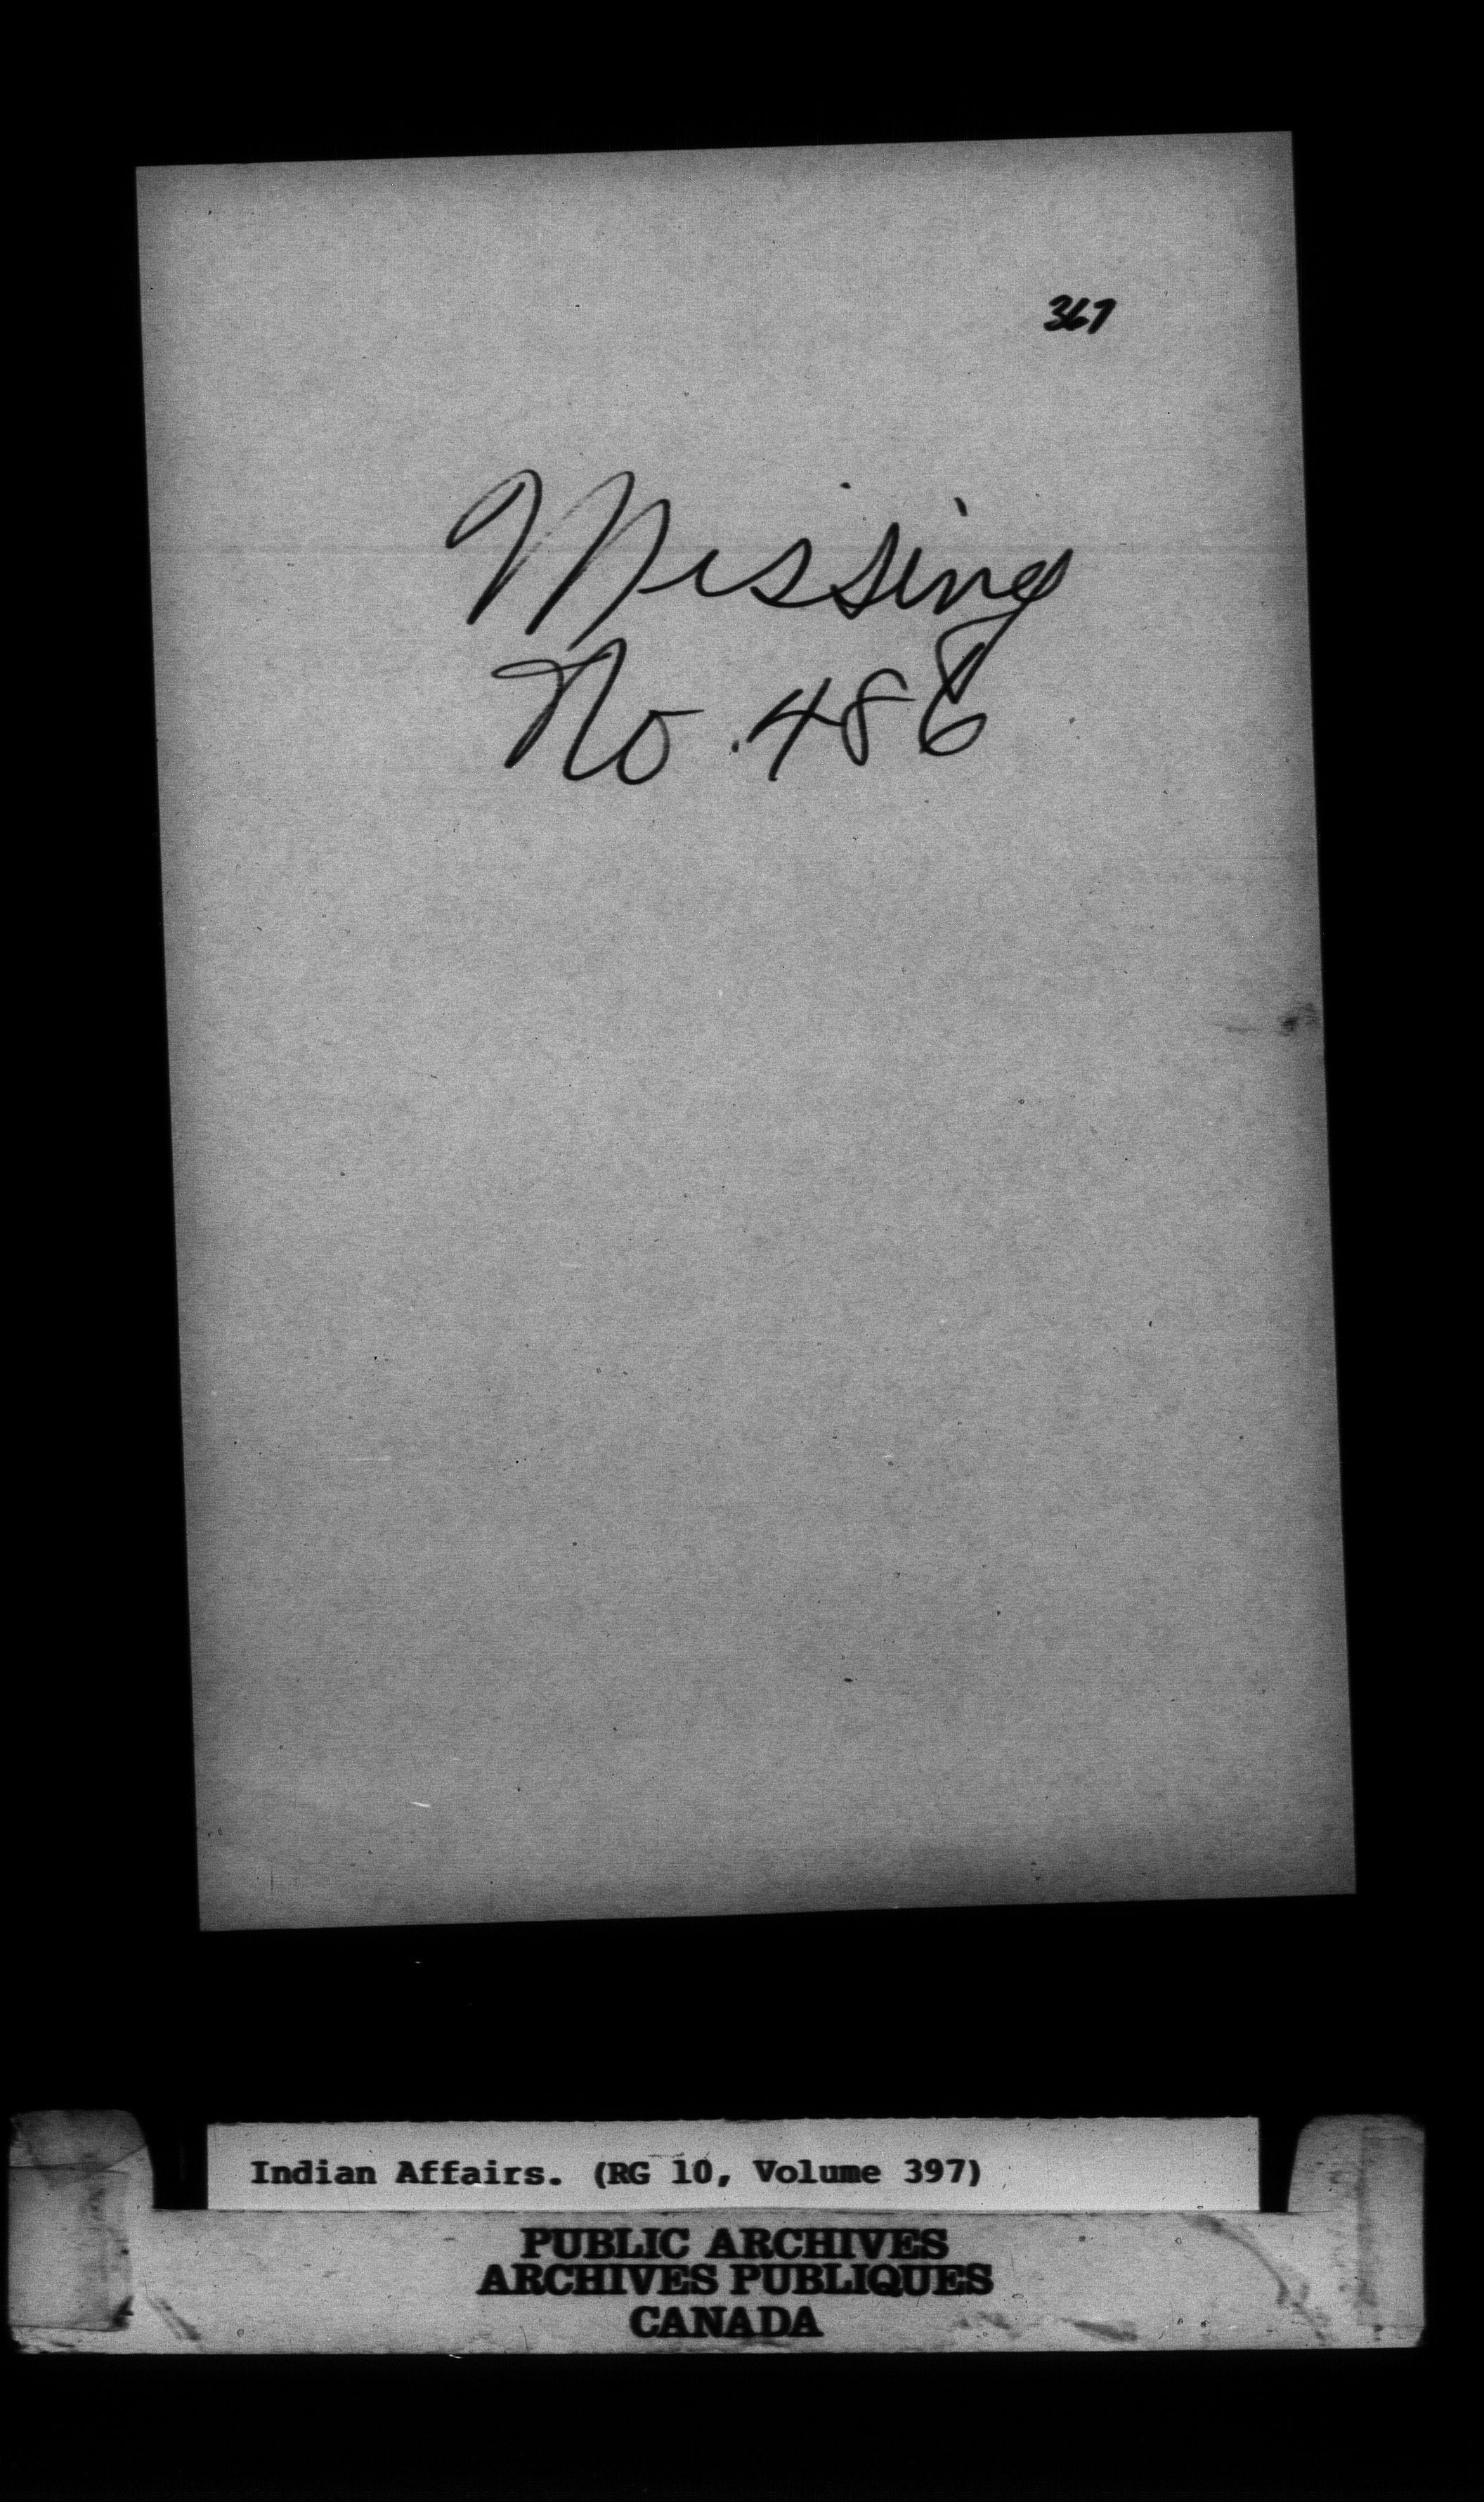 367
Missing
No. 486
Indian Affairs. (RG 10, Volume 397)
PUBLIC ARCHIVES
ARCHIVES PUBLIQUES
CANADA